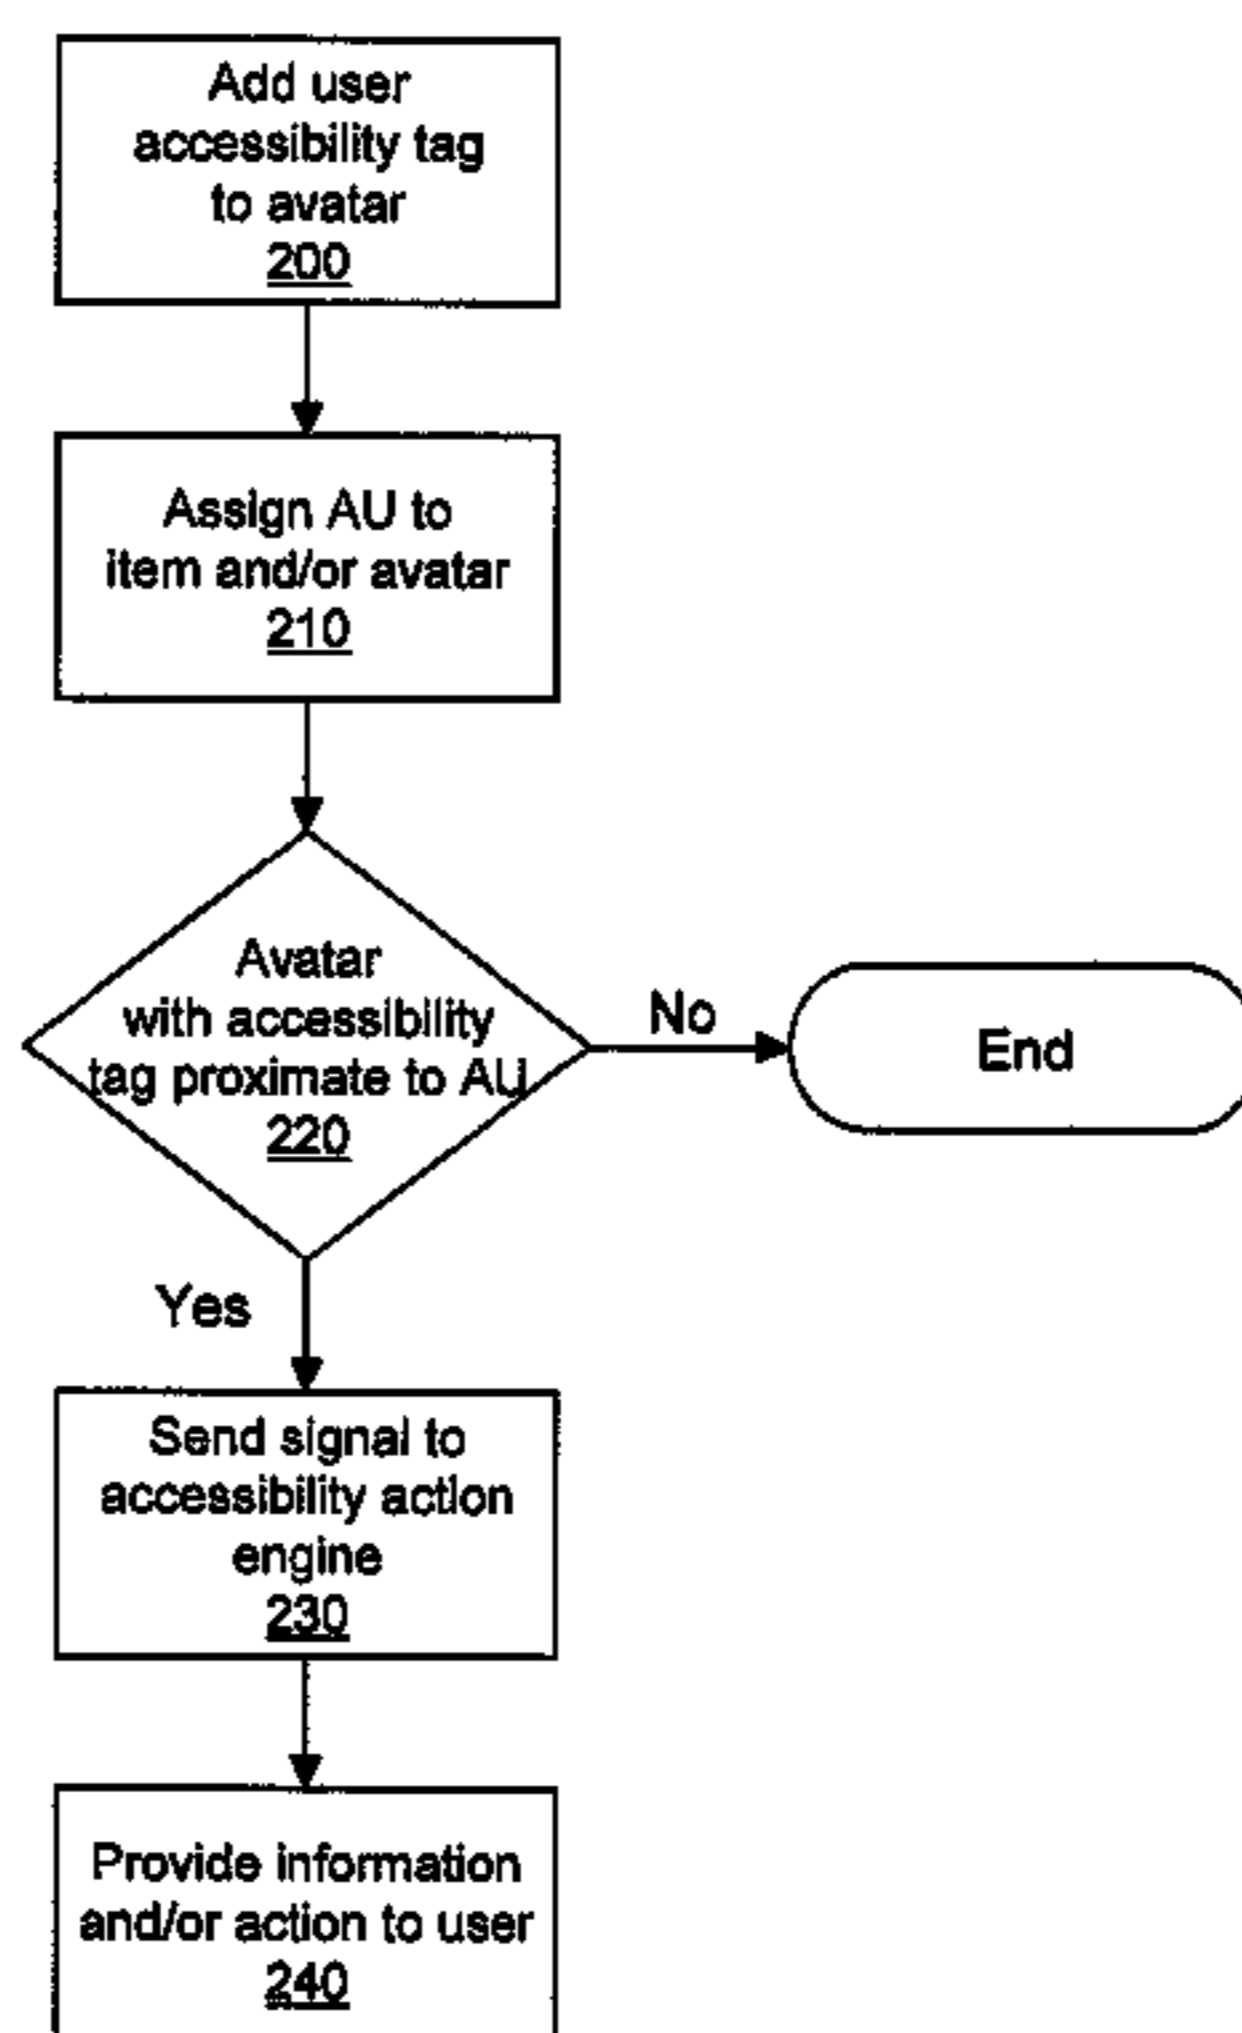 Add user
accessibility tag
to avatar
200
Assign AU to
item and/or avatar
210
Avatar
with accessibility
tag proximate to AU
220
No
End
Yes
Send signal to
accessibility action
engine
230
Provide information
and/or action to user
240